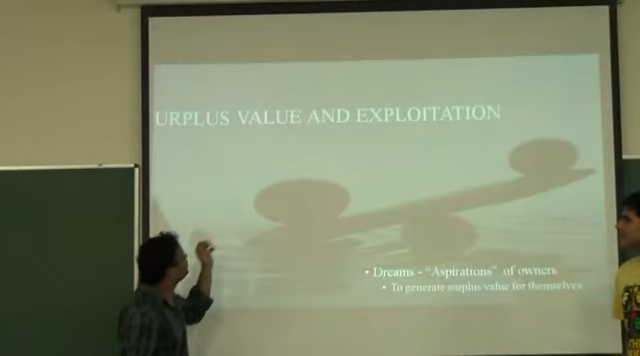 URPLUS VALUE AND EXPLOITATION
• Dreams - "Aspirations" of owners
• To generate surplus value for themselves